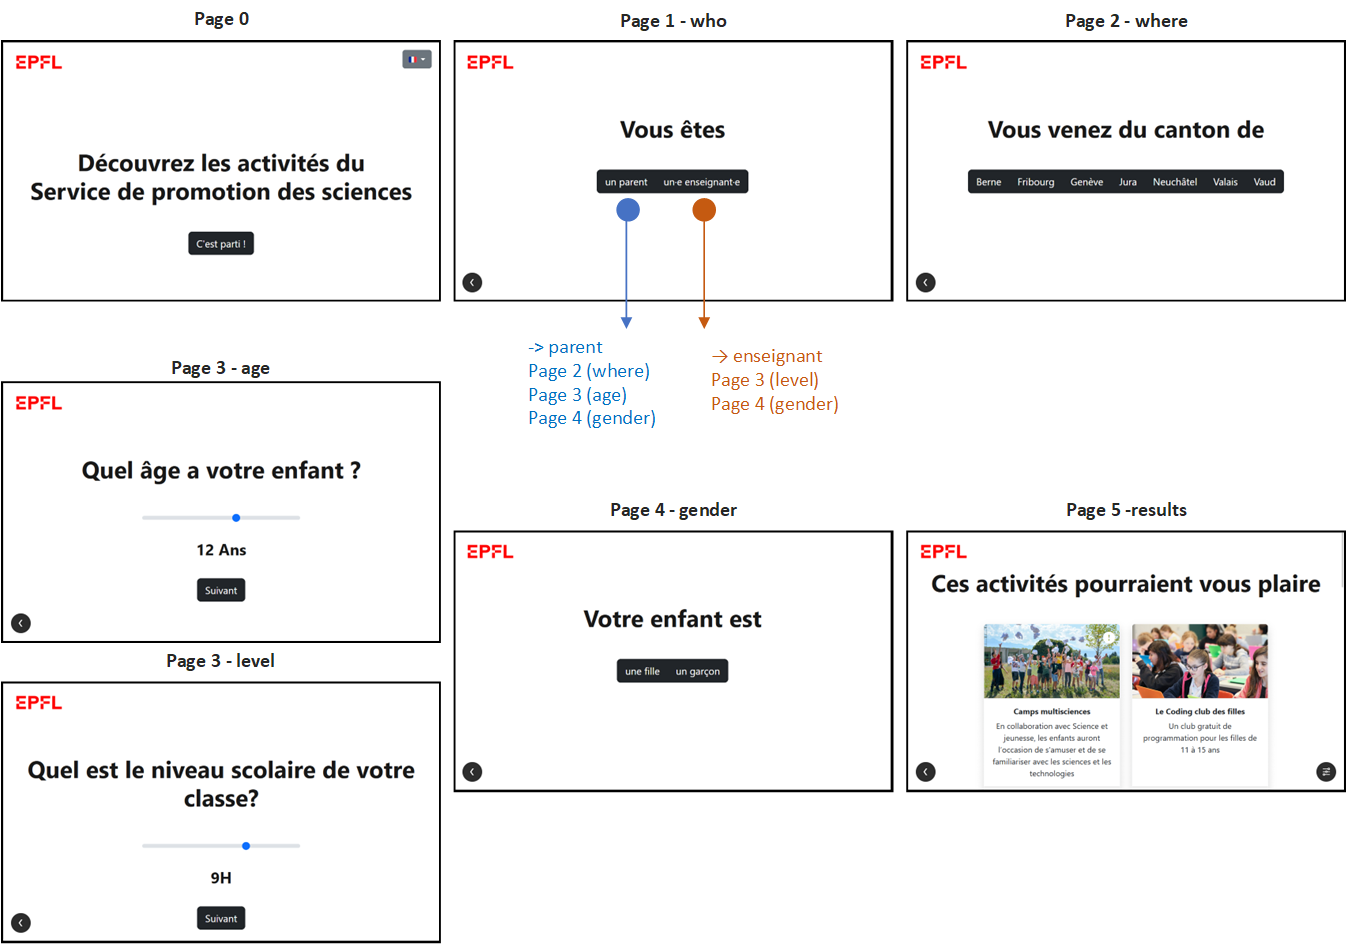 Page 0
EPFL
Découvrez les activités du
Service de promotion des sciences
C'est parti !
Page 1 - who
EPFL
Vous êtes
un parent un·e enseignant·e
-> parent
Page 2 (where)
Page 3 (age)
Page 4 (gender)
→ enseignant
Page 3 (level)
Page 4 (gender)
Page 2 - where
EPFL
Vous venez du canton de
Berne Fribourg Genève Jura Neuchâtel Valais Vaud
Page 3 - age
EPFL
Quel âge a votre enfant ?
12 Ans
Suivant
Page 3 - level
EPFL
Quel est le niveau scolaire de votre
classe?
9H
Suivant
Page 4 - gender
EPFL
Votre enfant est
une fille un garçon
Page 5 -results
EPFL
Ces activités pourraient vous plaire
Camps multisciences
En collaboration avec Science et
jeunesse, les enfants auront
l'occasion de s'amuser et de se
familiariser avec les sciences et les
technologies
Le Coding club des filles
Un club gratuit de
programmation pour les filles de
11 à 15 ans